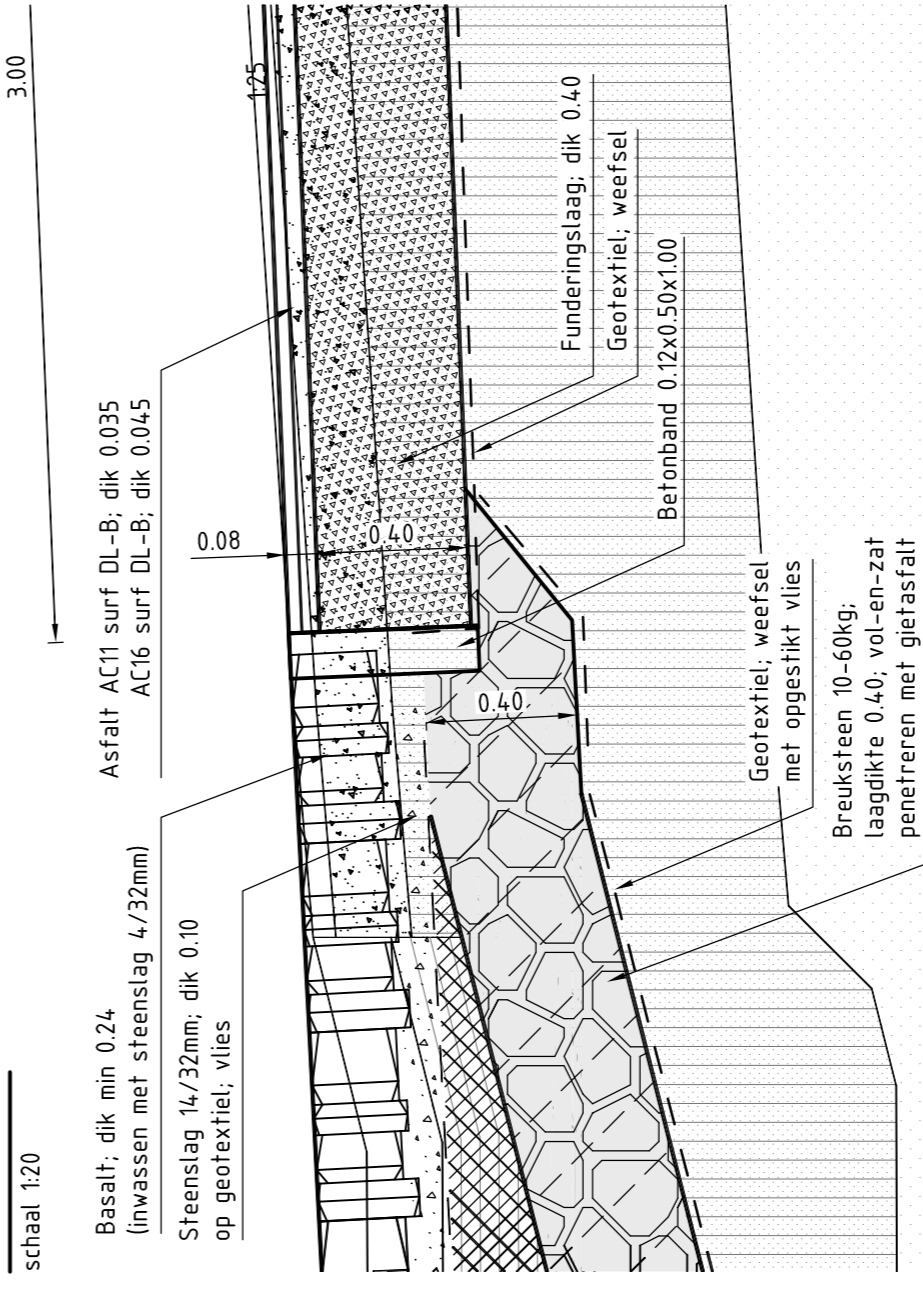 schaal 1:20
3.00
Basalt; dik min 0.24
(inwassen met steenslag 4/32mm)
Steenslag 14/32mm; dik 0.10
op geotextiel; vlies
Asfalt AC11 surf DL-B; dik 0.035
AC16 surf DL-B; dik 0.045
0.08
1:25
0.40
0.40
Funderingslaag; dik 0.40
Geotextiel; weefsel
Betonband 0.12x0.50x1.00
Geotextiel; weefsel
met opgestikt vlies
Breuksteen 10-60kg;
laagdikte 0.40; vol-en-zat
penetreren met gietasfalt